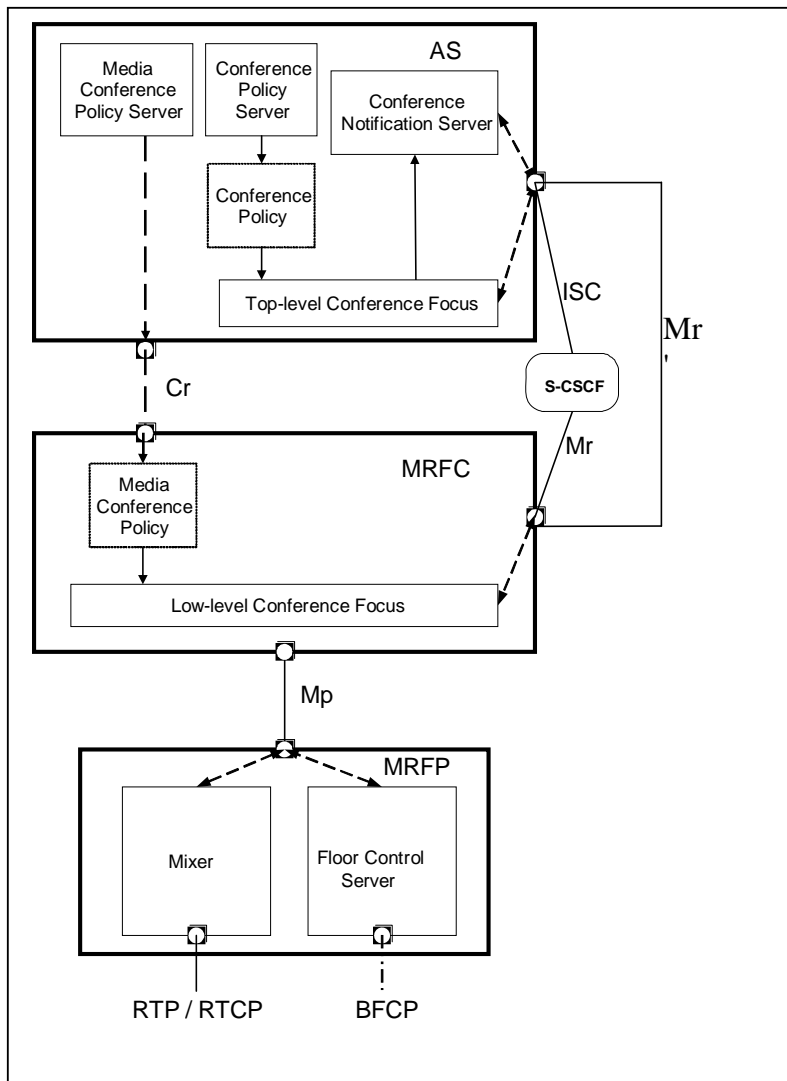 AS
Media
Conference
Policy Server
Conference
Policy
Server
Conference
Notification Server
Conference
Policy
Top-level Conference Focus
ISC
Mr
'
S-CSCF
Cr
Mr
MRFC
Media
Conference
Policy
Low-level Conference Focus
Mp
MRFP
Mixer
Floor Control
Server
RTP / RTCP
BFCP